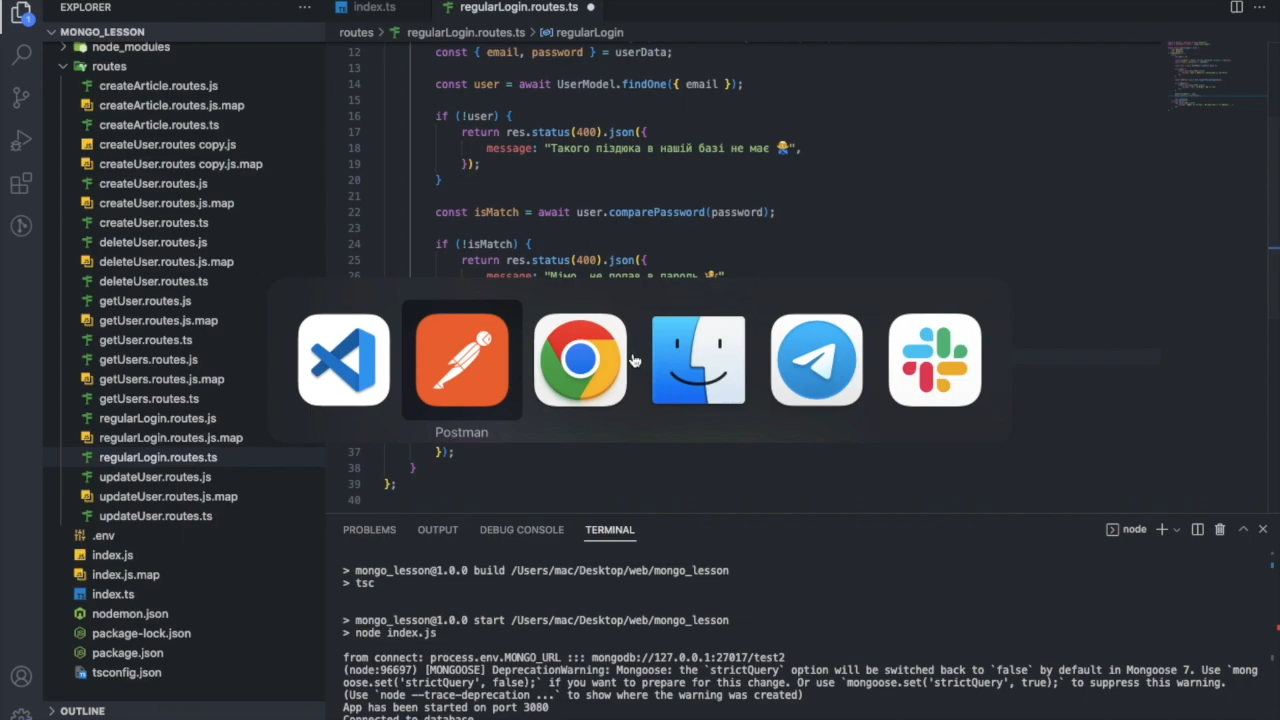 EXPLORER
index.ts
regularLogin.routes.ts
MONGO_LESSON
routes > regularLogin.routes.ts > regularLogin
node_modules
routes
createArticle.routes.js
createArticle.routes.js.map
createArticle.routes.ts
createUser.routes copy.js
createUser.routes copy.js.map
createUser.routes.js
createUser.routes.js.map
createUser.routes.ts
deleteUser.routes.js
deleteUser.routes.js.map
deleteUser.routes.ts
getUser.routes.js
getUser.routes.js.map
getUser.routes.ts
getUsers.routes.js
getUsers.routes.js.map
getUsers.routes.ts
regularLogin.routes.js
regularLogin.routes.js.map
regularLogin.routes.ts
updateUser.routes.js
updateUser.routes.js.map
updateUser.routes.ts
.env
index.js
index.js.map
index.ts
nodemon.json
package-lock.json
package.json
tsconfig.json
OUTLINE
12 const { email, password } = userData;
13
14 const user = await UserModel.findOne({ email });
15
16 if (!user) {
17 return res.status(400).json({
18 message: "Такого піздюка в нашій базі не має 🤷",
19 });
20 }
21
22 const isMatch = await user.comparePassword(password);
23
24 if (!isMatch) {
25 return res.status(400).json({
26 message: "Мімо, не попав в пароль
Postman
37 });
38 }
39 };
40
PROBLEMS OUTPUT DEBUG CONSOLE TERMINAL
node
> mongo_lesson@1.0.0 build /Users/mac/Desktop/web/mongo_lesson
> tsc
> mongo_lesson@1.0.0 start /Users/mac/Desktop/web/mongo_lesson
> node index.js
from connect: process.env.MONGO_URL ::: mongodb://127.0.0.1:27017/test2
(node:96697) [MONGOOSE] DeprecationWarning: Mongoose: the `strictQuery` option will be switched back to `false` by default in Mongoose 7. Use `mong
oose.set('strictQuery', false);` if you want to prepare for this change. Or use `mongoose.set('strictQuery', true);` to suppress this warning.
(Use `node --trace-deprecation ...` to show where the warning was created)
App has been started on port 3080
Connected to database